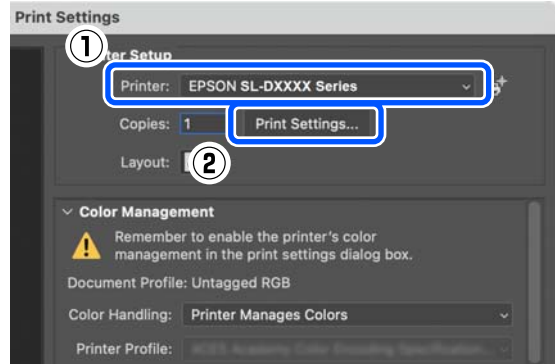 Print Settings
①
ter Setup
Printer: EPSON SL-DXXXX Series
Copies: 1 Print Settings...
Layout:
②
Color Management
Remember to enable the printer's color
management in the print settings dialog box.
Document Profile: Untagged RGB
Color Handling: Printer Manages Colors
Printer Profile: